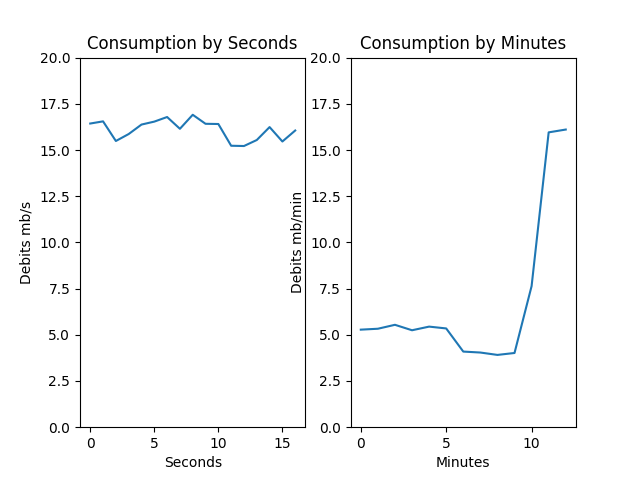 Consumption by Seconds
20.0
17.5
15.0
12.5
10.0
7.5
5.0
2.5
0.0
Debits mb/s
0 5 10 15
Seconds
Consumption by Minutes
20.0
17.5
15.0
12.5
10.0
7.5
5.0
2.5
0.0
Debits mb/min
0 5 10
Minutes